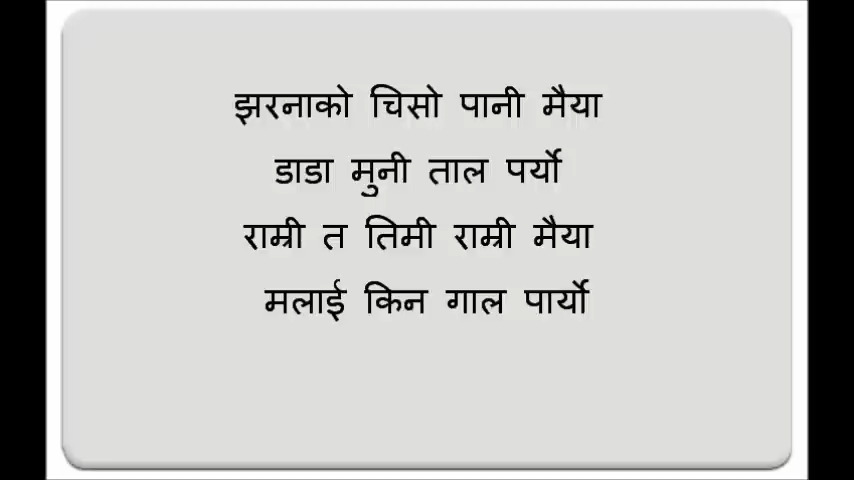 झरनाको चिसो पानी मैया
डाडा मुनी ताल पर्यो
राम्री त तिमी राम्री मैया
मलाई किन गाल पार्यो